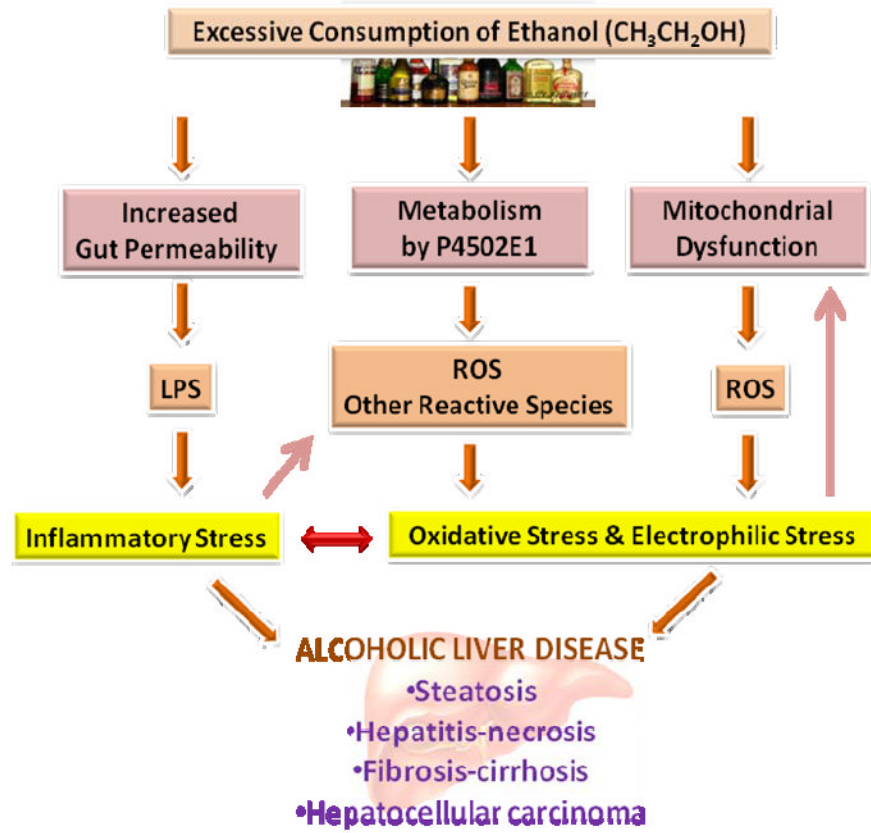 Excessive Consumption of Ethanol (CH₃CH₂OH)
Increased
Gut Permeability
Metabolism
by P4502E1
Mitochondrial
Dysfunction
LPS
ROS
Other Reactive Species
ROS
Inflammatory Stress
Oxidative Stress & Electrophilic Stress
ALCOHOLIC LIVER DISEASE
•Steatosis
•Hepatitis-necrosis
•Fibrosis-cirrhosis
•Hepatocellular carcinoma